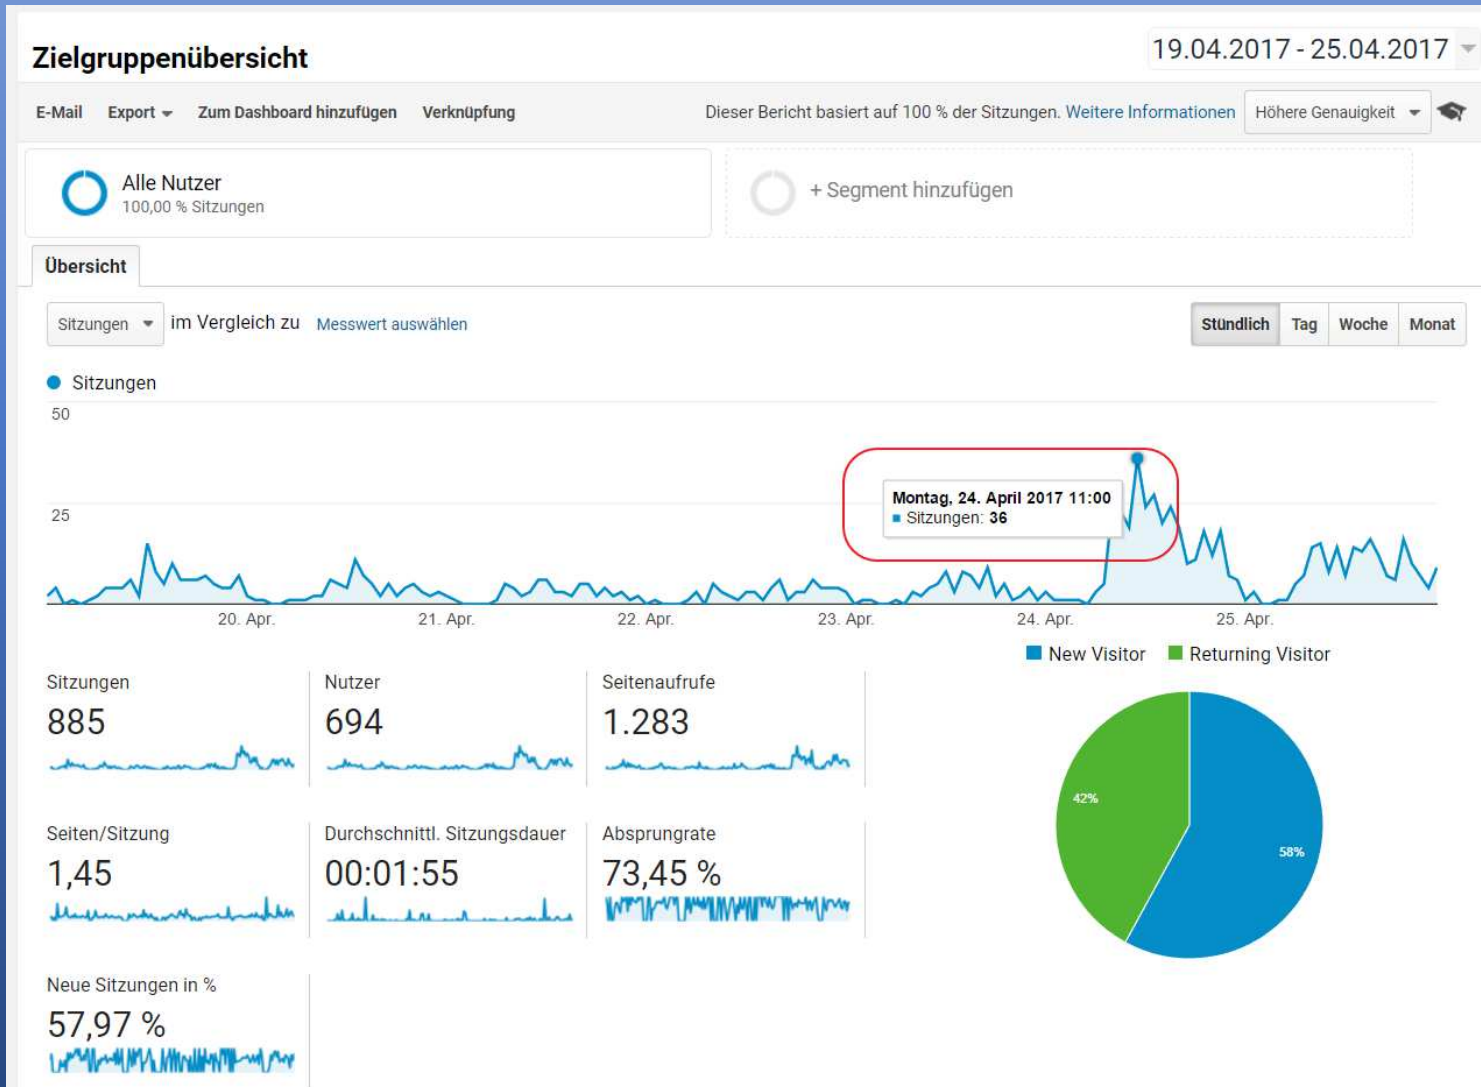 Zielgruppenübersicht
19.04.2017 - 25.04.2017
E-Mail Export Zum Dashboard hinzufügen Verknüpfung
Dieser Bericht basiert auf 100 % der Sitzungen. Weitere Informationen Höhere Genauigkeit
Alle Nutzer
100,00 % Sitzungen
+ Segment hinzufügen
Übersicht
Sitzungen im Vergleich zu Messwert auswählen
Stündlich Tag Woche Monat
Sitzungen
50
25
Montag, 24. April 2017 11:00
Sitzungen: 36
20. Apr. 21. Apr. 22. Apr. 23. Apr. 24. Apr. 25. Apr.
New Visitor Returning Visitor
Sitzungen
885
Nutzer
694
Seitenaufrufe
1.283
42%
58%
Seiten/Sitzung
1,45
Durchschnittl. Sitzungsdauer
00:01:55
Absprungrate
73,45 %
Neue Sitzungen in %
57,97 %